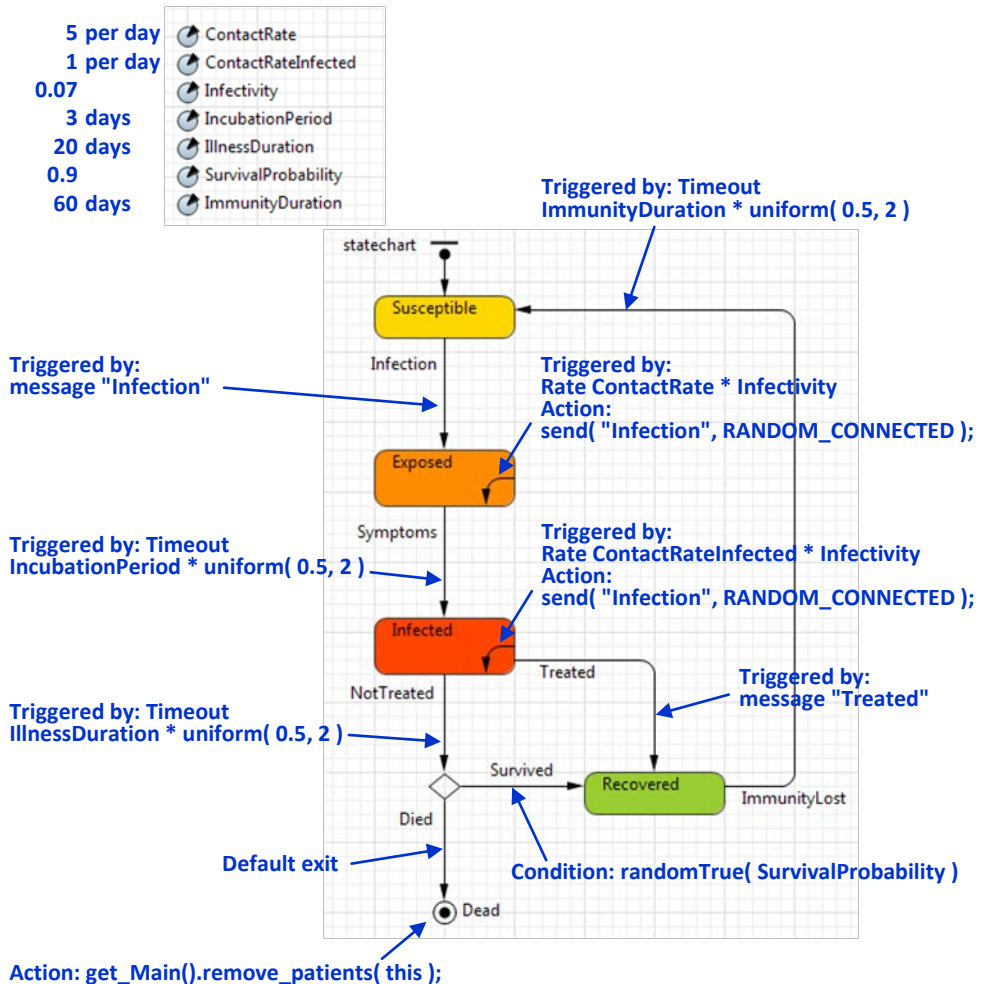 5 per day ContactRate
1 per day ContactRateInfected
0.07 Infectivity
3 days IncubationPeriod
20 days IllnessDuration
0.9 SurvivalProbability
60 days ImmunityDuration
Triggered by: Timeout
ImmunityDuration * uniform( 0.5, 2 )
statechart
Susceptible
Infection
Triggered by:
message "Infection"
Triggered by:
Rate ContactRate * Infectivity
Action:
send( "Infection", RANDOM_CONNECTED );
Exposed
Symptoms
Triggered by: Timeout
IncubationPeriod * uniform( 0.5, 2 )
Triggered by:
Rate ContactRateInfected * Infectivity
Action:
send( "Infection", RANDOM_CONNECTED );
Infected
Treated
NotTreated
Triggered by:
message "Treated"
Triggered by: Timeout
IllnessDuration * uniform( 0.5, 2 )
Survived
Recovered
ImmunityLost
Died
Default exit
Condition: randomTrue( SurvivalProbability )
Dead
Action: get_Main().remove_patients( this );